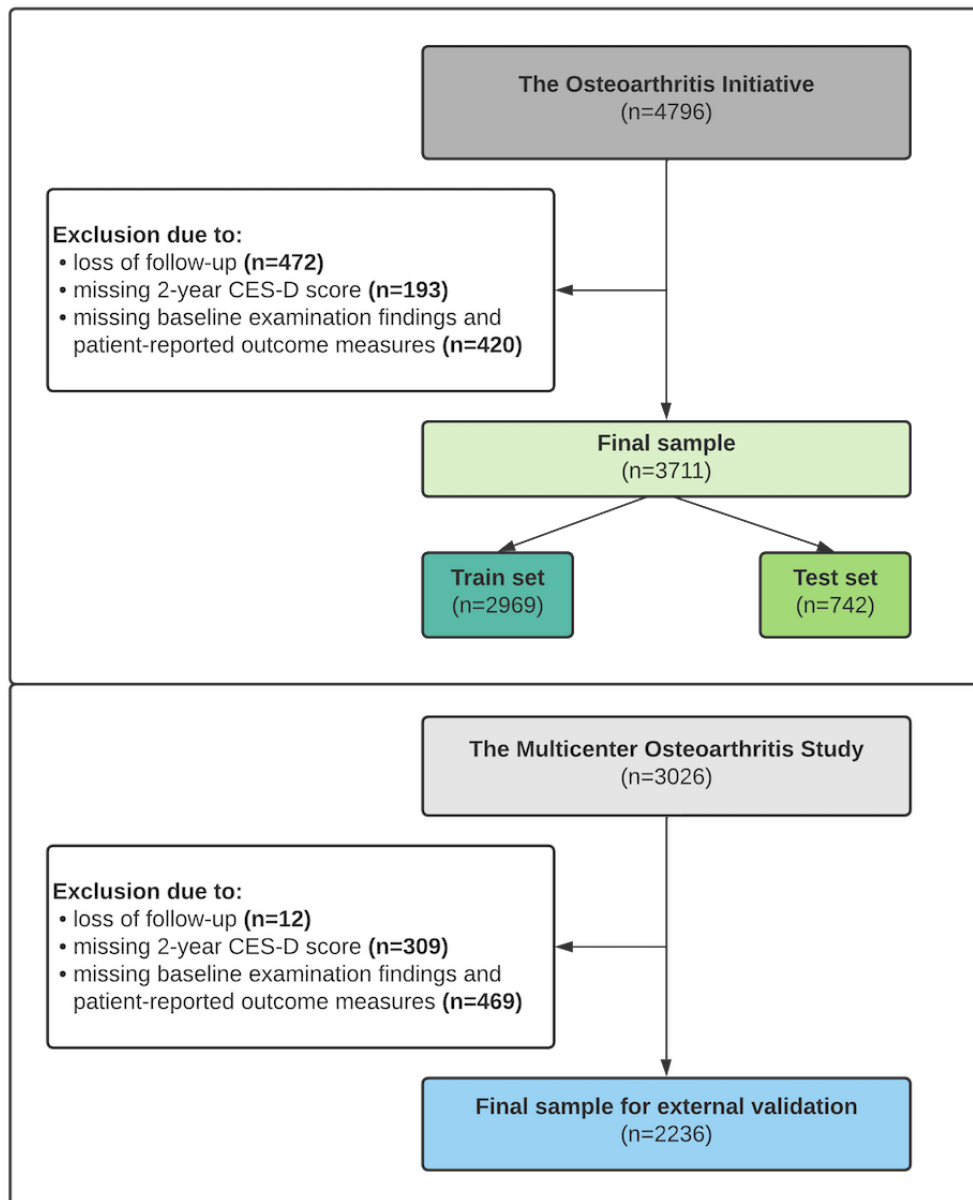 The Osteoarthritis Initiative
(n=4796)
Exclusion due to:
• loss of follow-up (n=472)
• missing 2-year CES-D score (n=193)
• missing baseline examination findings and
patient-reported outcome measures (n=420)
Final sample
(n=3711)
Train set
(n=2969)
Test set
(n=742)
The Multicenter Osteoarthritis Study
(n=3026)
Exclusion due to:
• loss of follow-up (n=12)
• missing 2-year CES-D score (n=309)
• missing baseline examination findings and
patient-reported outcome measures (n=469)
Final sample for external validation
(n=2236)